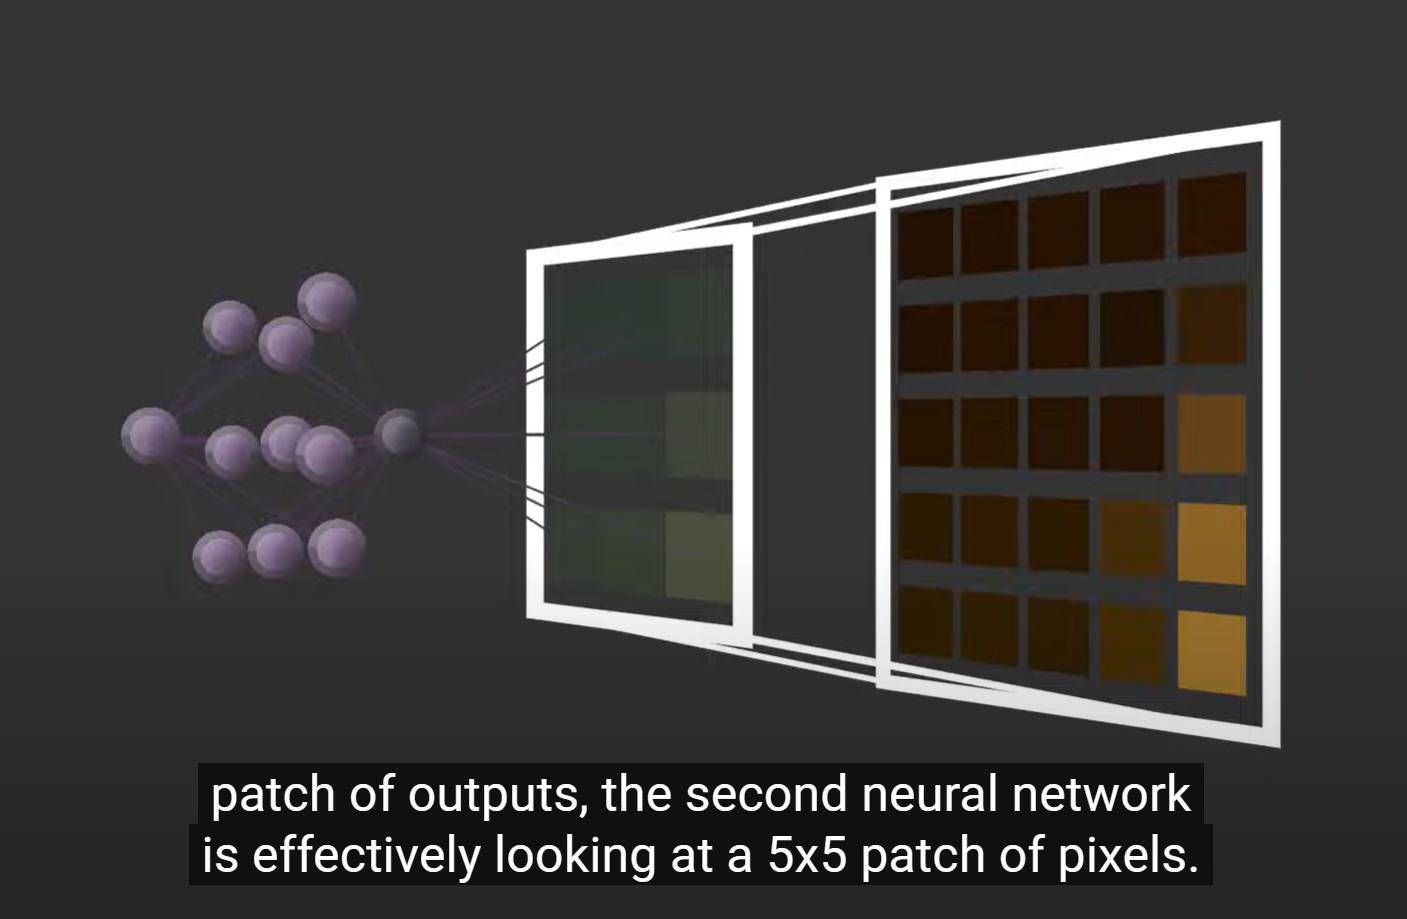 patch of outputs, the second neural network
is effectively looking at a 5x5 patch of pixels.